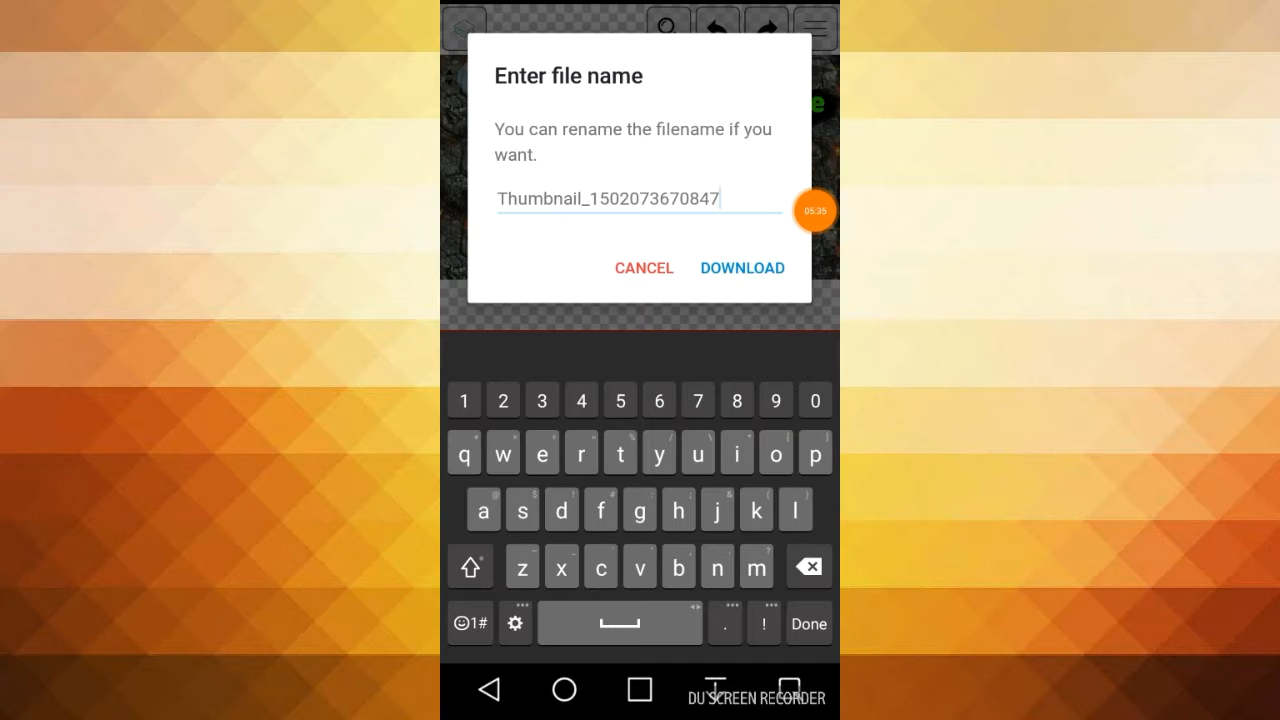 Enter file name
e
You can rename the filename if you
want.
Thumbnail_1502073670847
05:35
CANCEL DOWNLOAD
1 2 3 4 5 6 7 8 9 0
q w e r t y u i o p
a s d f g h j k l
z x c v b n m
1# . ! Done
DU SCREEN RECORDER